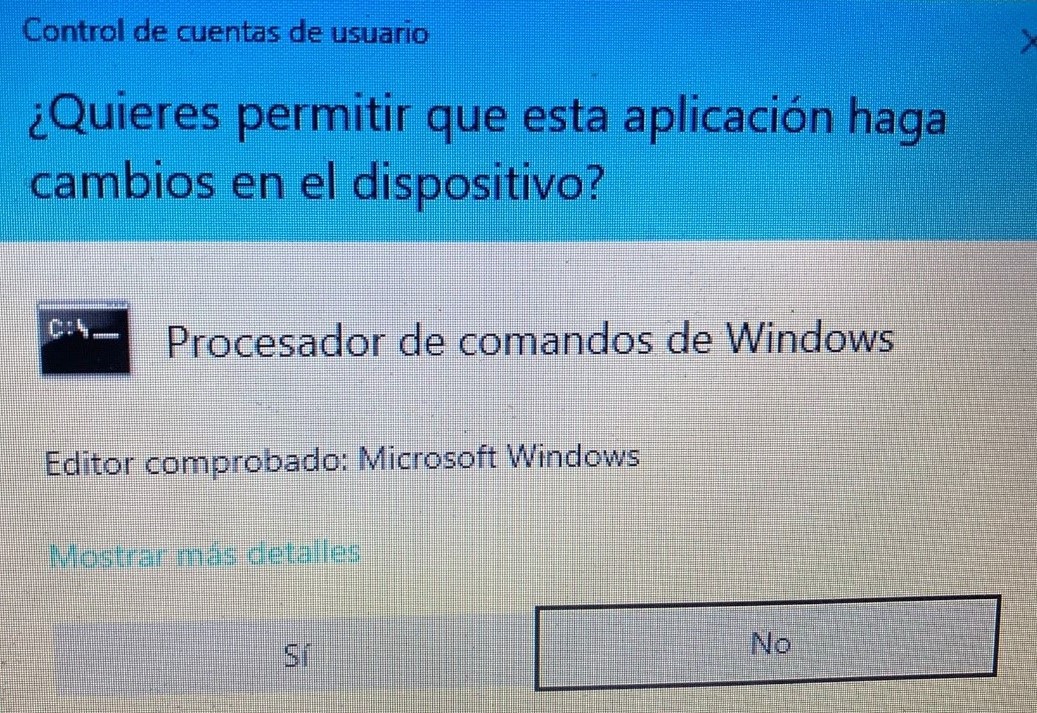 Control de cuentas de usuario
¿Quieres permitir que esta aplicación haga
cambios en el dispositivo?
C:\
Procesador de comandos de Windows
Editor comprobado: Microsoft Windows
Mostrar más detalles
Sí
No